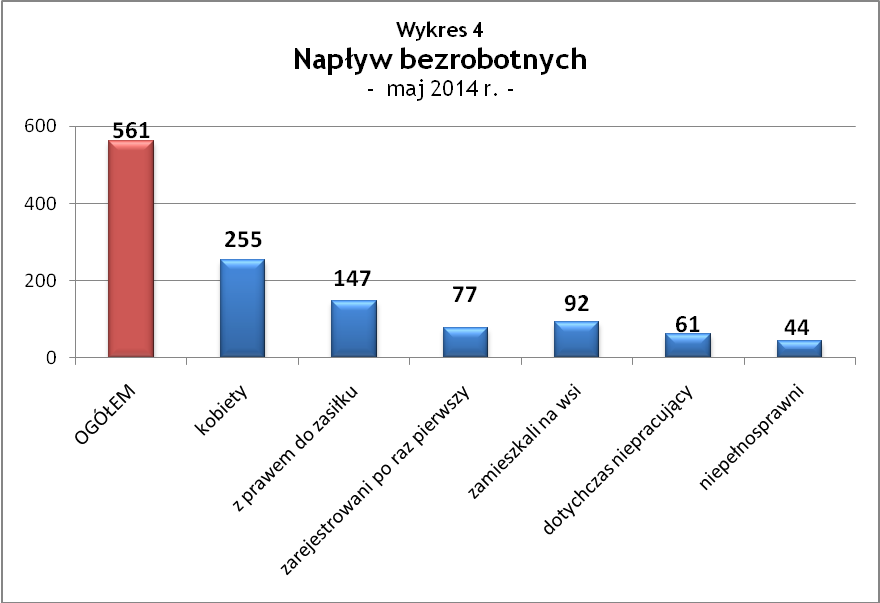 Wykres 4
Napływ bezrobotnych
- maj 2014 r. -
600
400
200
0
561
255
147
77
92
61
44
OGÓŁEM
kobiety
z prawem do zasiłku
zarejestrowani po raz pierwszy
zamieszkali na wsi
dotychczas niepracujący
niepełnosprawni